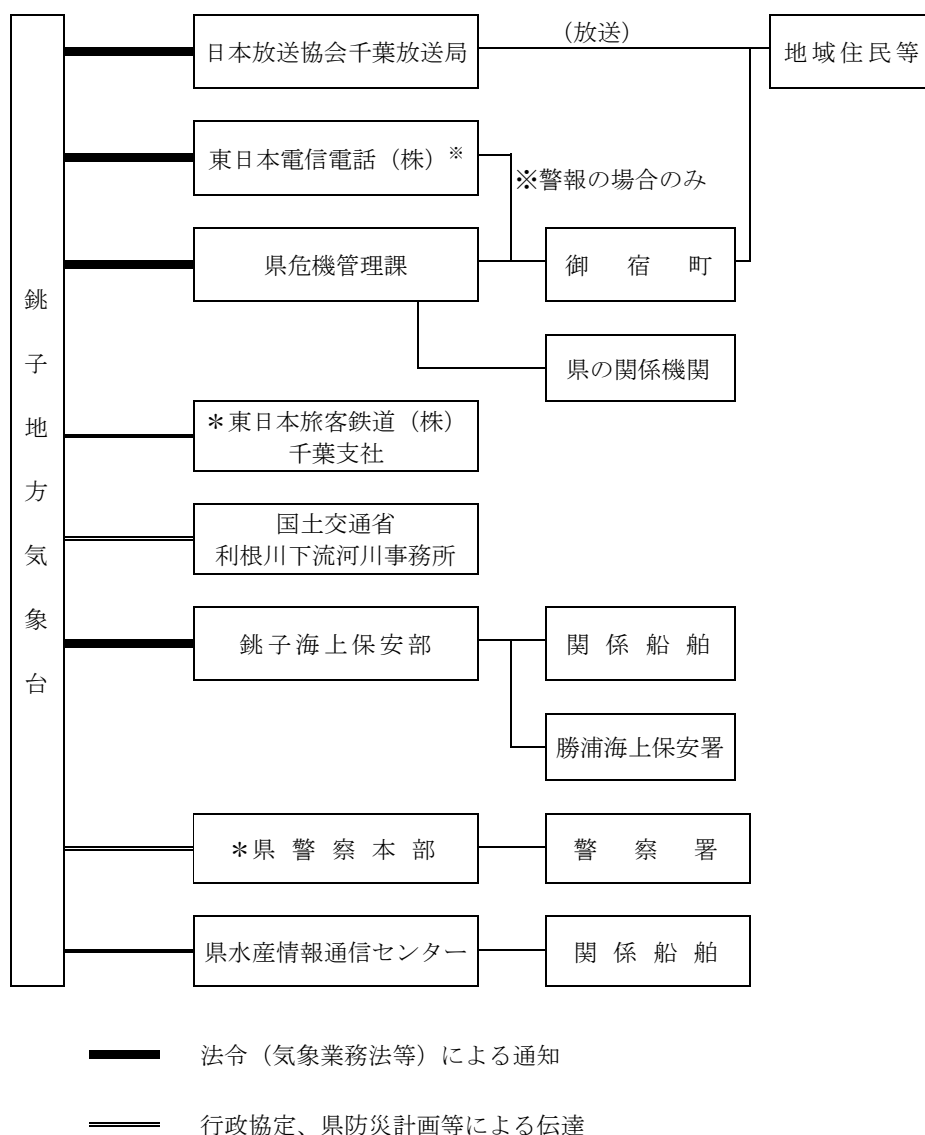 (放送)
日本放送協会千葉放送局
地域住民等
東日本電信電話（株）※
※警報の場合のみ
県危機管理課
御宿町
県の関係機関
銚子地方気象台
＊東日本旅客鉄道（株）
千葉支社
国土交通省
利根川下流河川事務所
銚子海上保安部
関係船舶
勝浦海上保安署
＊県警察本部
警察署
県水産情報通信センター
関係船舶
法令（気象業務法等）による通知
行政協定、県防災計画等による伝達